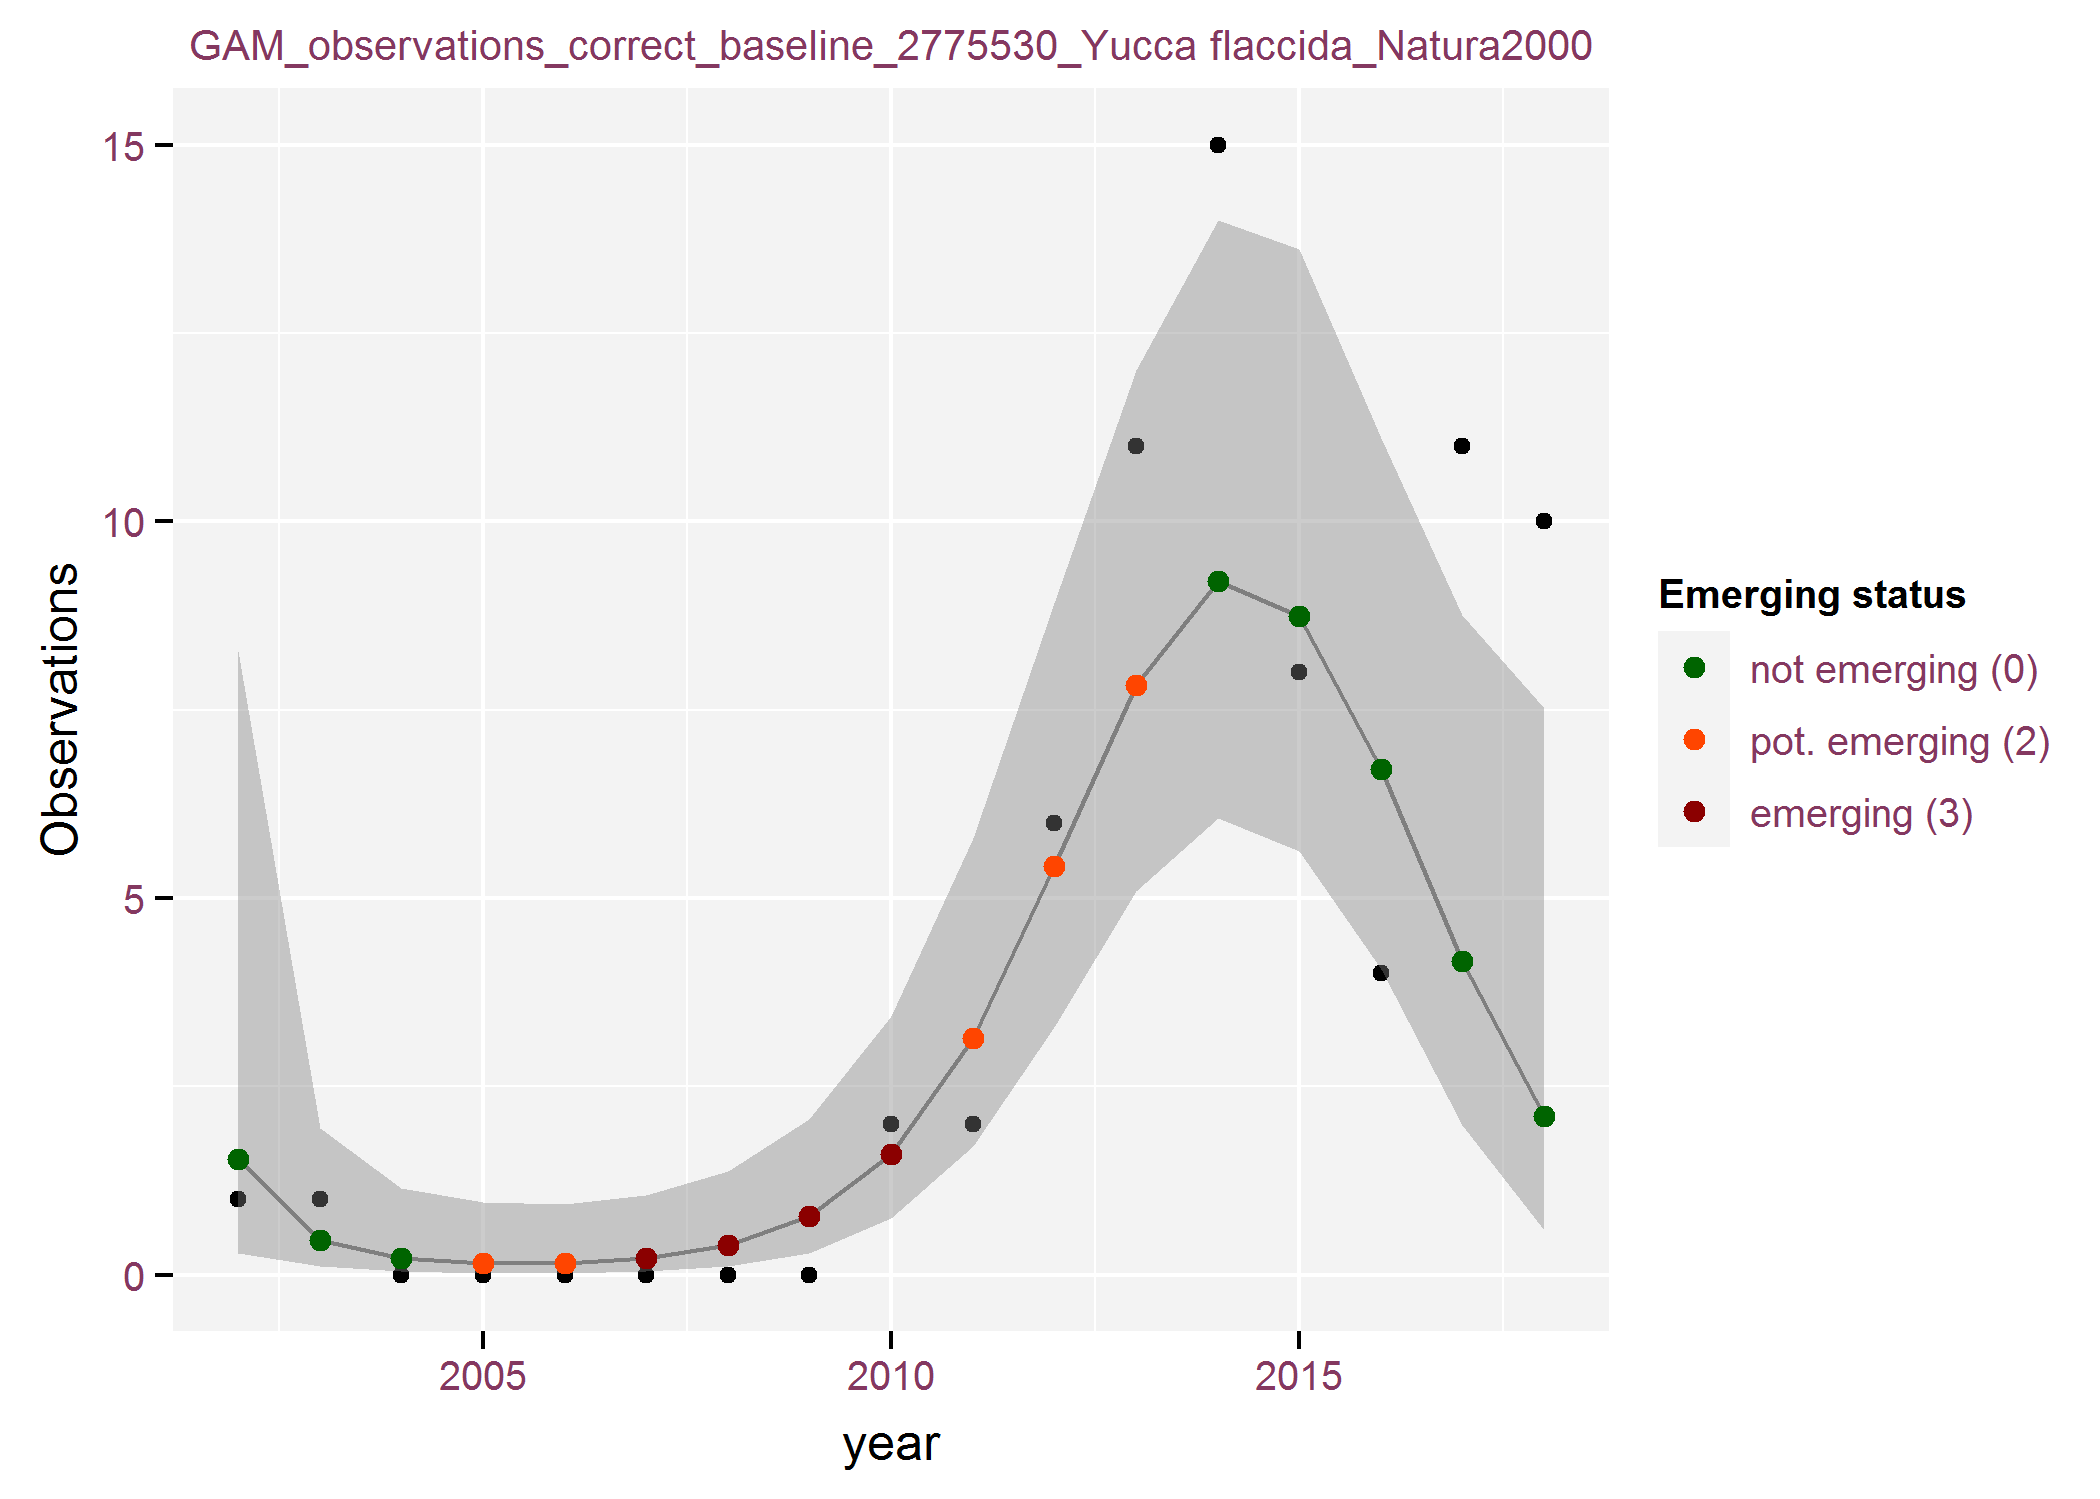 GAM_observations_correct_baseline_2775530_Yucca flaccida_Natura2000
Observations
15
10
5
0
2005
2010
2015
year
Emerging status
not emerging (0)
pot. emerging (2)
emerging (3)